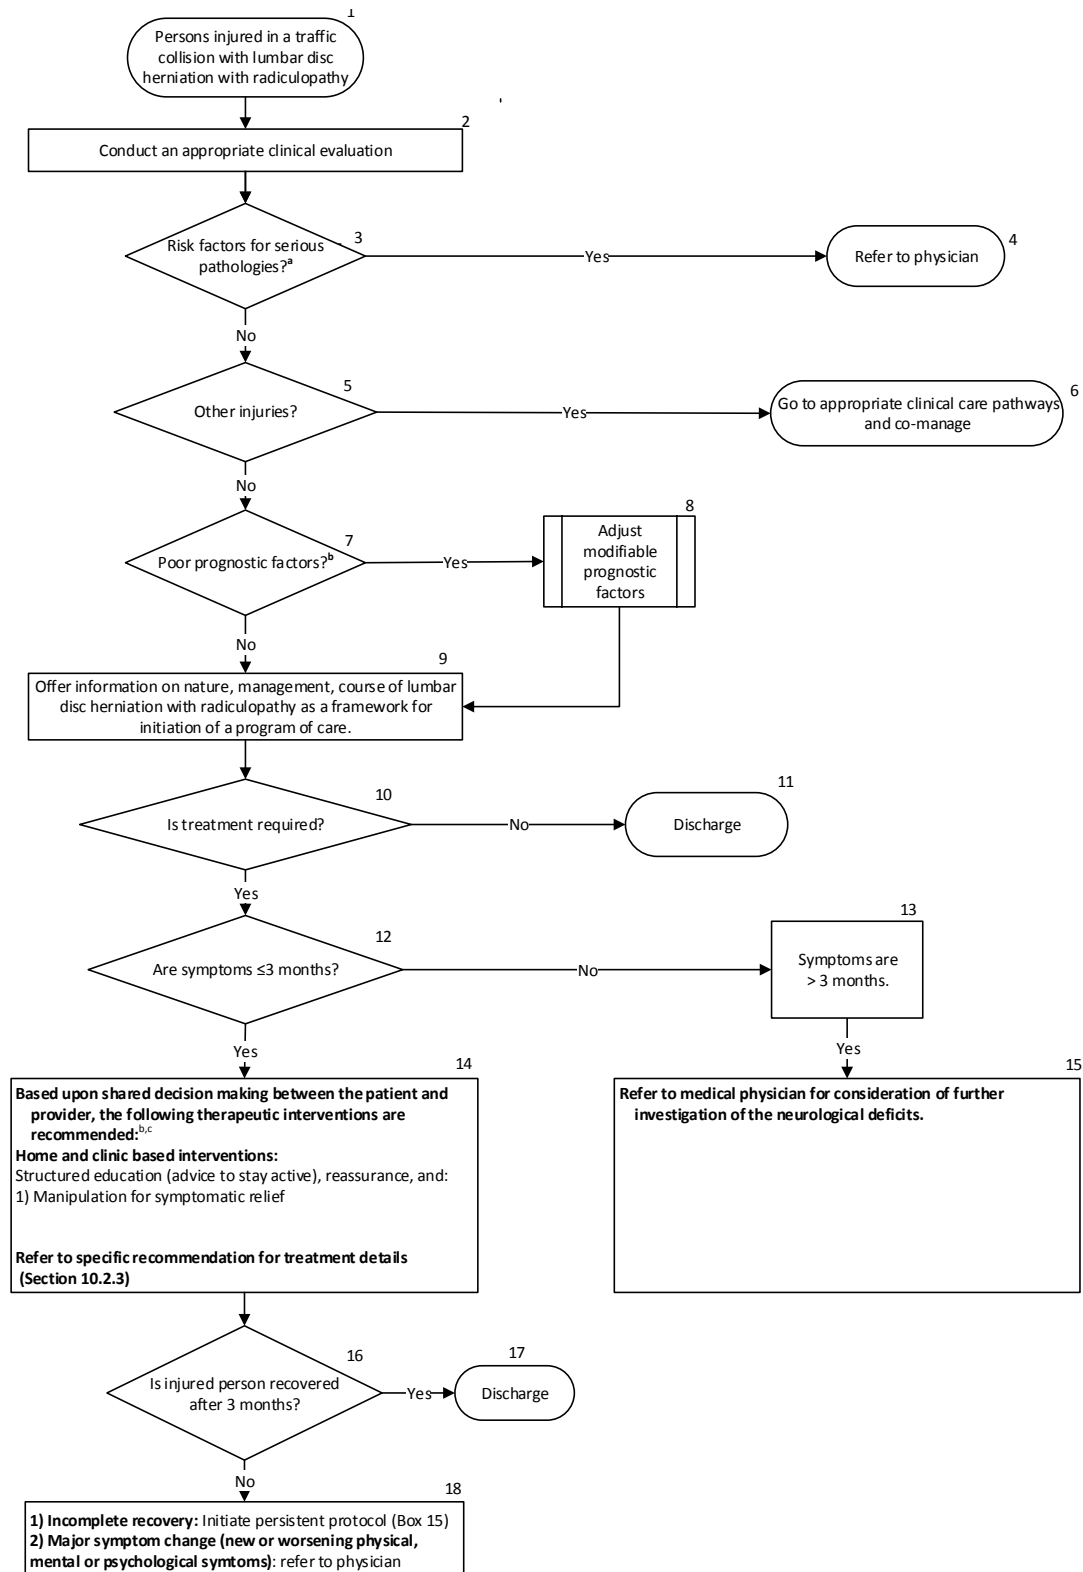 1
Persons injured in a traffic
collision with lumbar disc
herniation with radiculopathy
2
Conduct an appropriate clinical evaluation
3
Risk factors for serious
pathologies?a
Yes
4
Refer to physician
No
5
Other injuries?
Yes
6
Go to appropriate clinical care pathways
and co-manage
No
7
Poor prognostic factors?b
Yes
8
Adjust
modifiable
prognostic
factors
No
9
Offer information on nature, management, course of lumbar
disc herniation with radiculopathy as a framework for
initiation of a program of care.
10
Is treatment required?
No
11
Discharge
Yes
12
Are symptoms ≤3 months?
No
13
Symptoms are
> 3 months.
Yes
Yes
14
Based upon shared decision making between the patient and
provider, the following therapeutic interventions are
recommended:b,c
Home and clinic based interventions:
Structured education (advice to stay active), reassurance, and:
1) Manipulation for symptomatic relief
Refer to specific recommendation for treatment details
(Section 10.2.3)
15
Refer to medical physician for consideration of further
investigation of the neurological deficits.
16
Is injured person recovered
after 3 months?
Yes
17
Discharge
No
18
1) Incomplete recovery: Initiate persistent protocol (Box 15)
2) Major symptom change (new or worsening physical,
mental or psychological symtoms): refer to physician